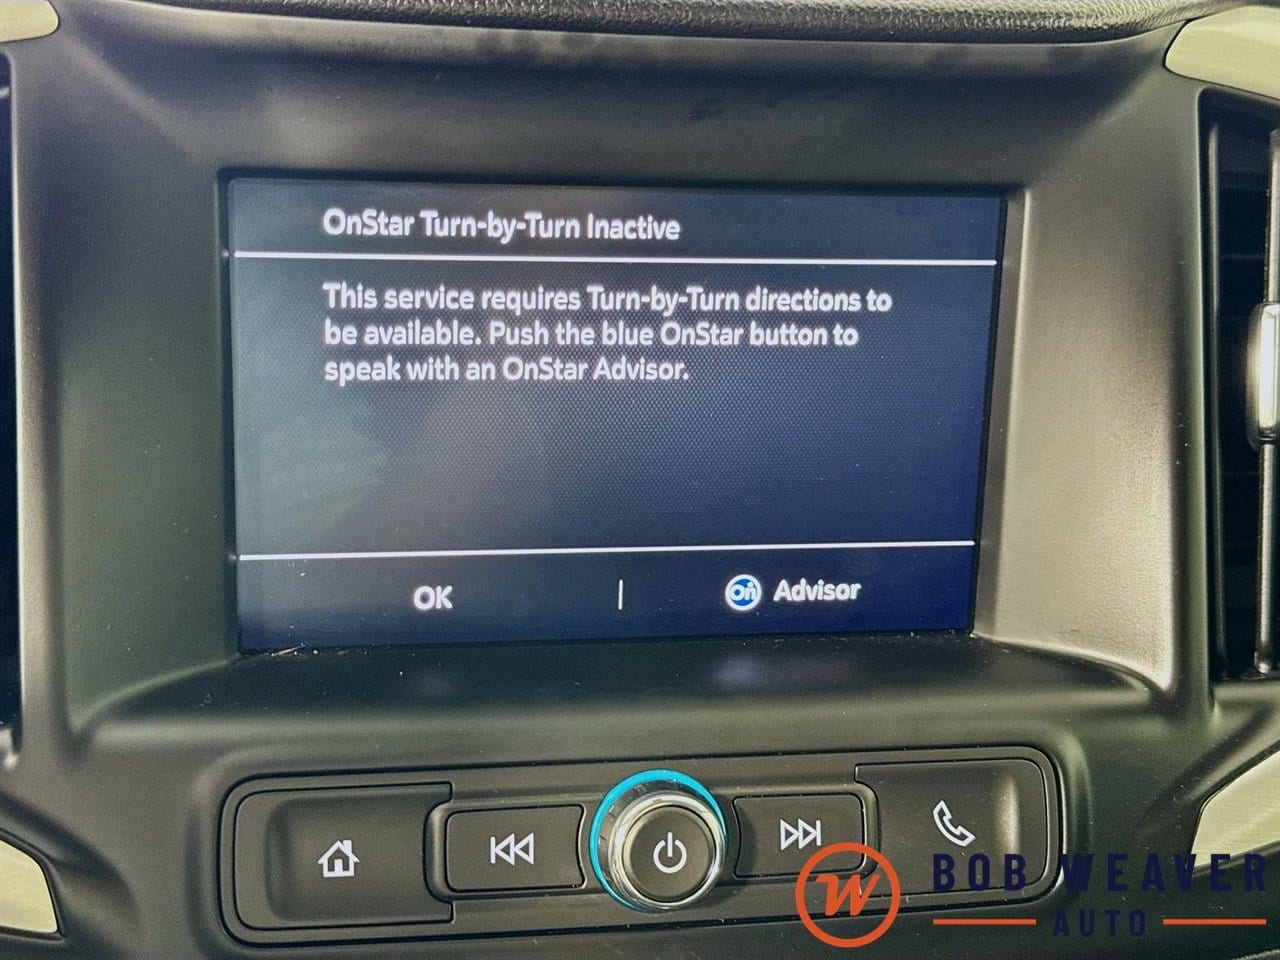 OnStar Turn-by-Turn Inactive
This service requires Turn-by-Turn directions to
be available. Push the blue OnStar button to
speak with an OnStar Advisor.
OK | On Advisor
W BOB WEAVER
AUTO